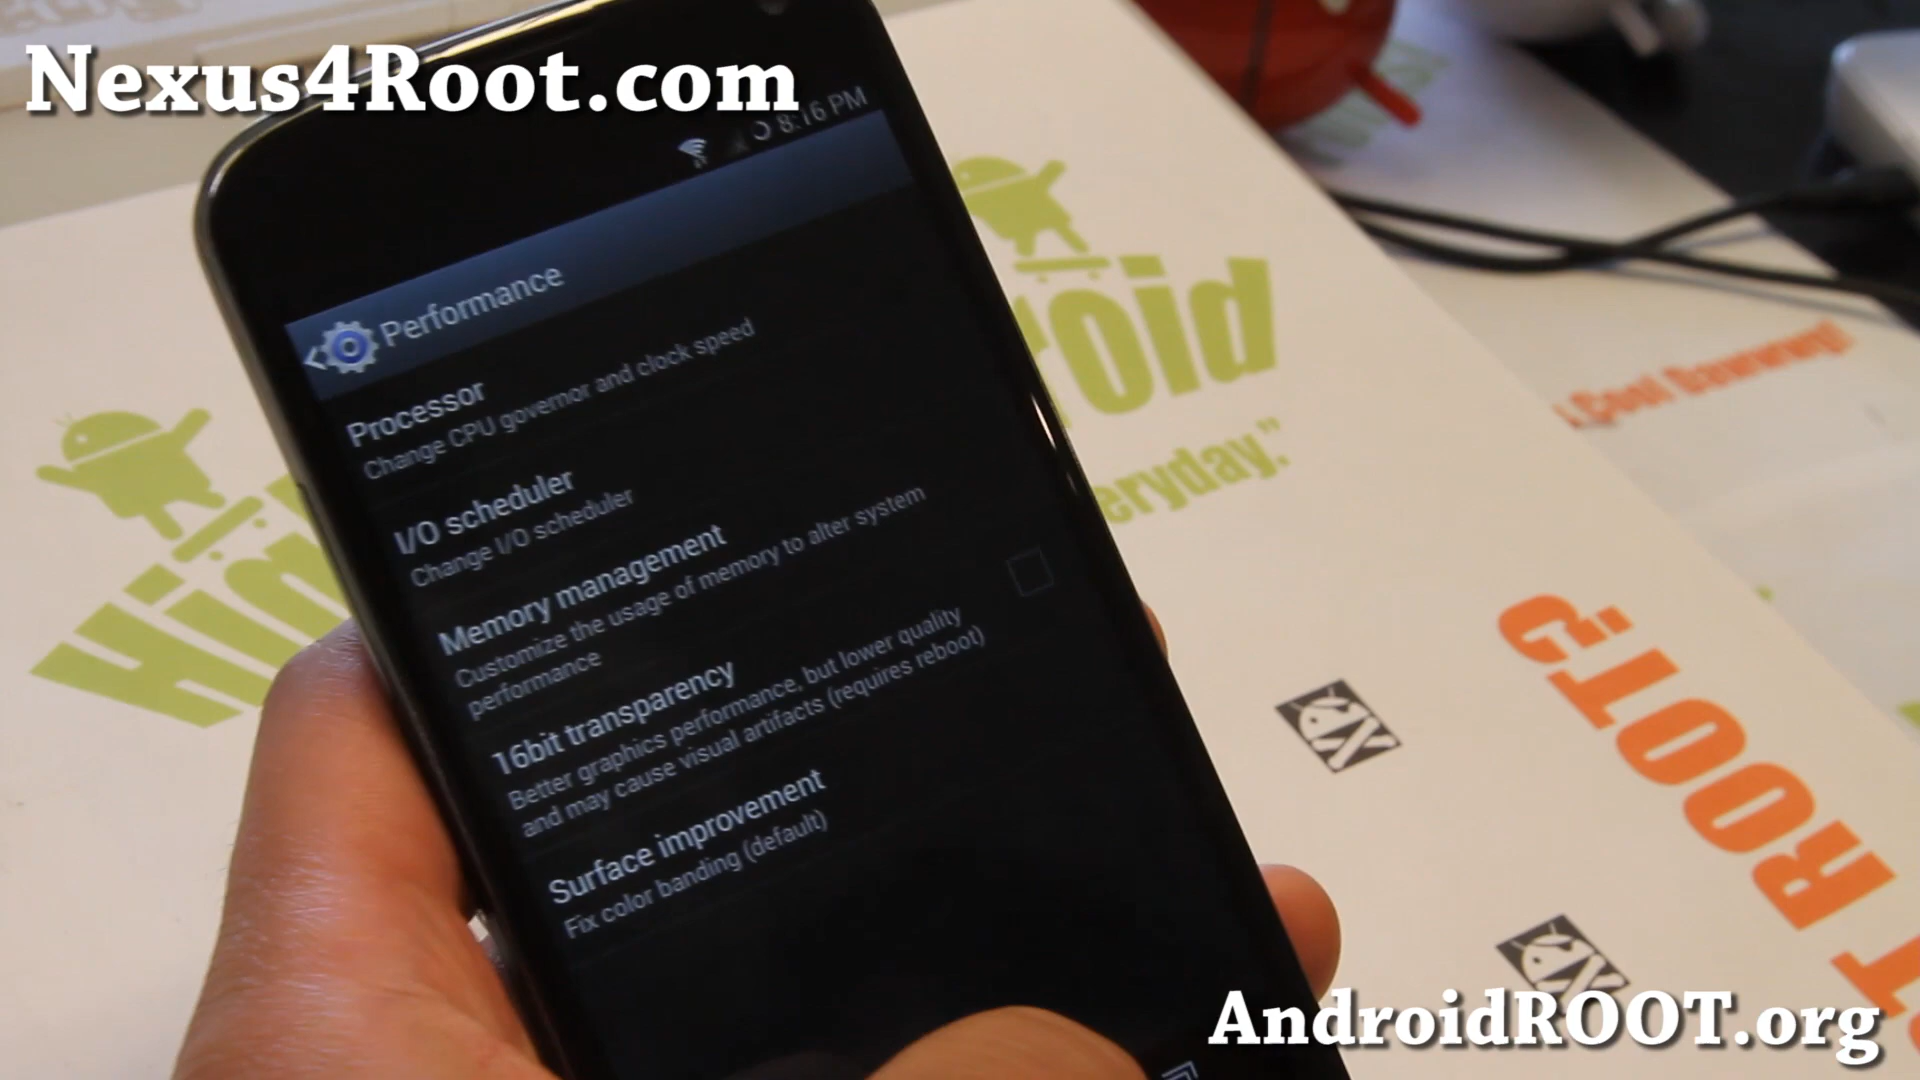 Nexus4Root.com
8:16 PM
Performance
Processor
Change CPU governor and clock speed
I/O scheduler
Change I/O scheduler
Memory management
Customize the usage of memory to alter system
performance
16bit transparency
Better graphics performance, but lower quality
and may cause visual artifacts (requires reboot)
Surface improvement
Fix color banding (default)
eryday."
ROOT
AndroidROOT.org